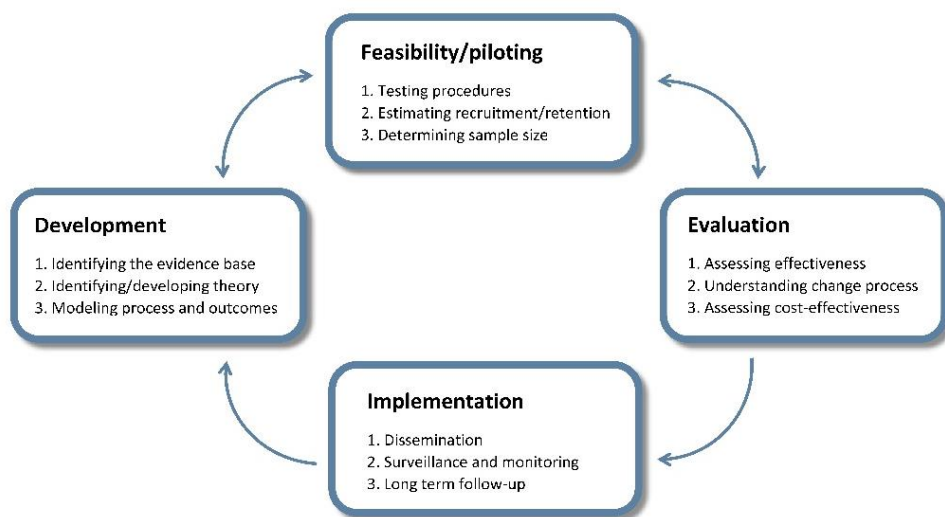 Feasibility/piloting
1. Testing procedures
2. Estimating recruitment/retention
3. Determining sample size
Development
1. Identifying the evidence base
2. Identifying/developing theory
3. Modeling process and outcomes
Evaluation
1. Assessing effectiveness
2. Understanding change process
3. Assessing cost-effectiveness
Implementation
1. Dissemination
2. Surveillance and monitoring
3. Long term follow-up